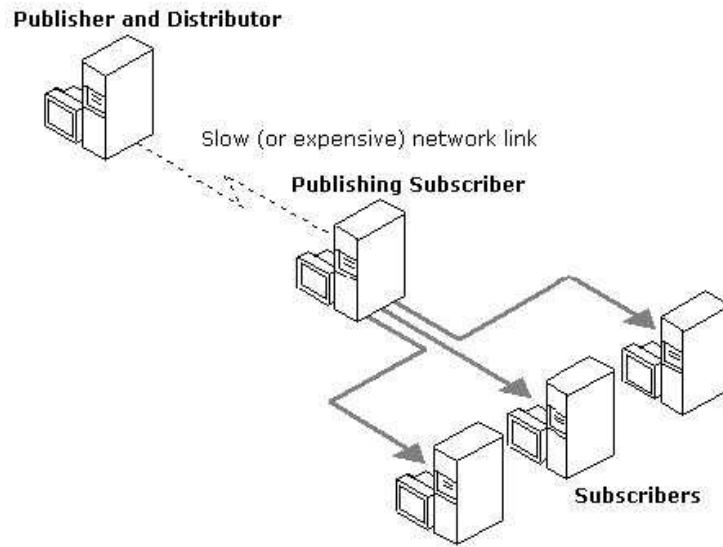 Publisher and Distributor
Slow (or expensive) network link
Publishing Subscriber
Subscribers